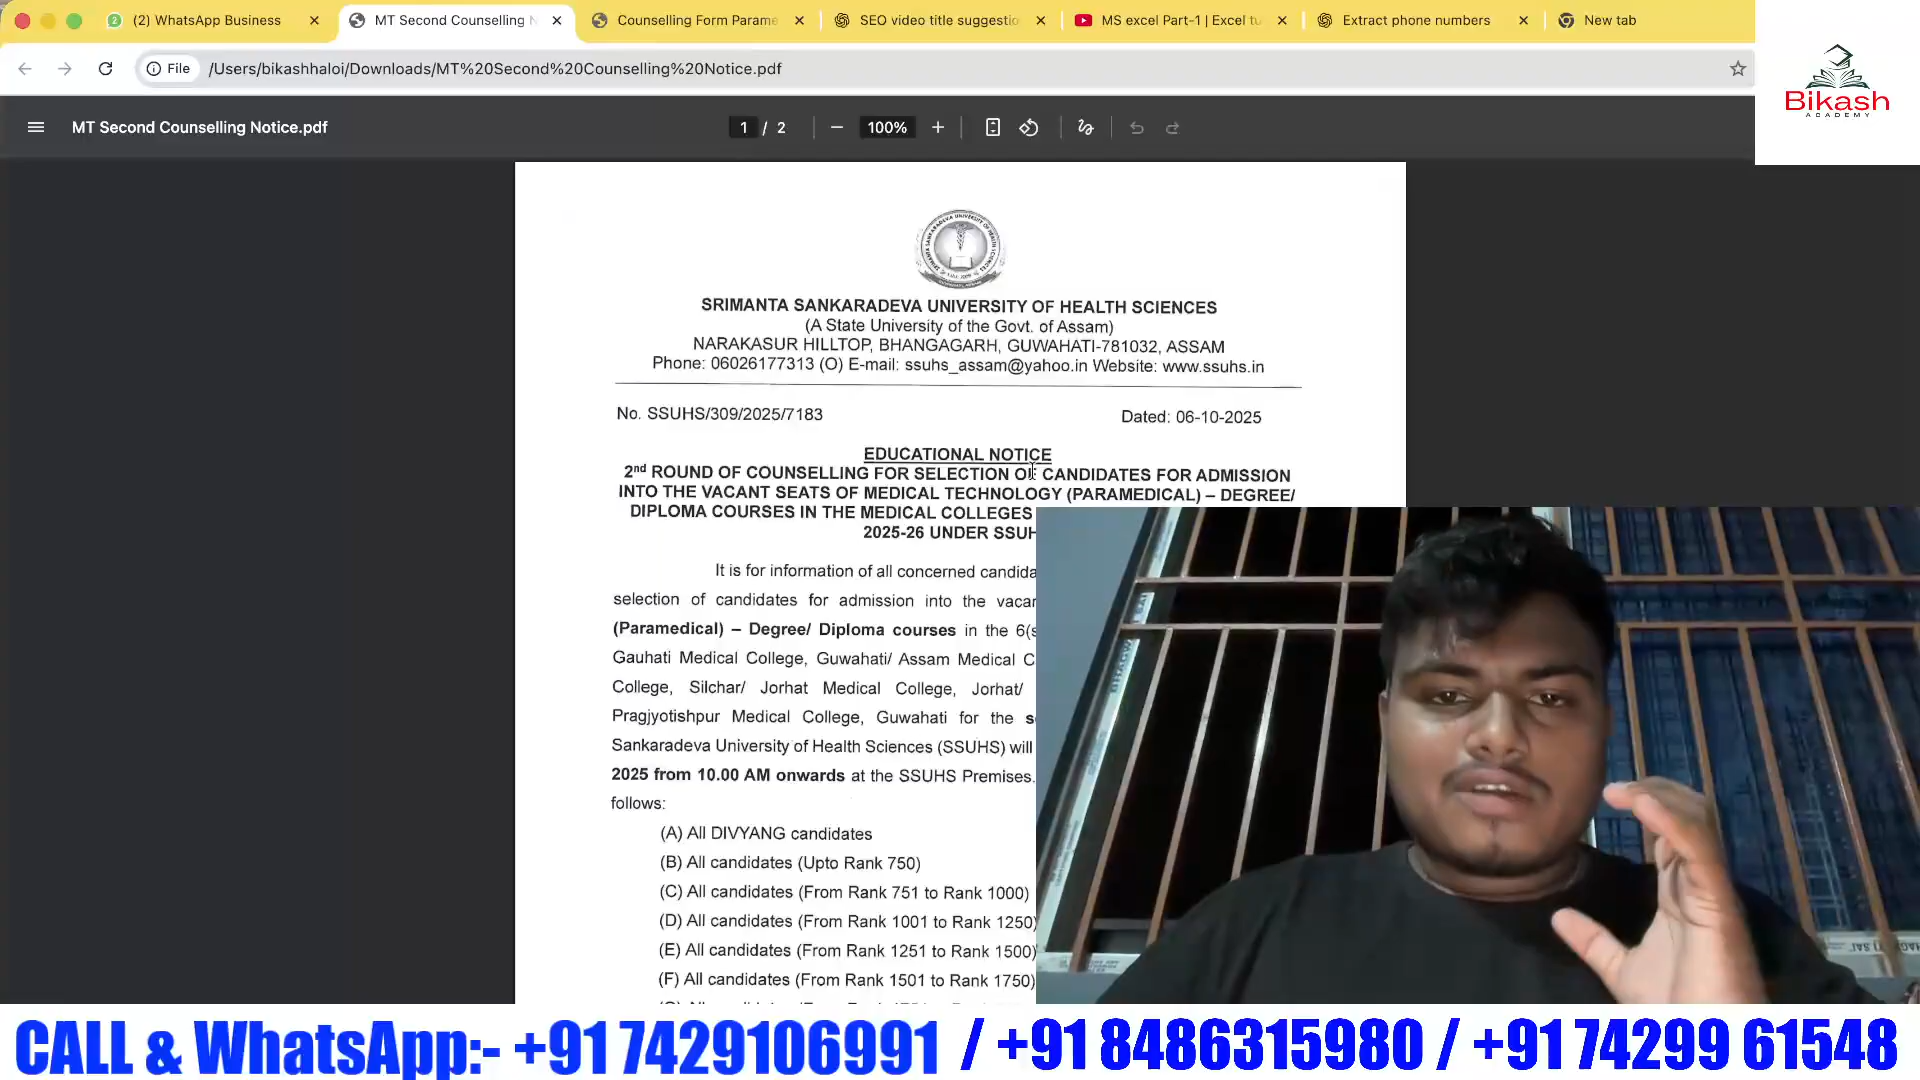 (2) WhatsApp Business
MT Second Counselling N
Counselling Form Parame
SEO video title suggestio
MS excel Part-1 | Excel tu
Extract phone numbers
New tab
File
/Users/bikashhaloi/Downloads/MT%20Second%20Counselling%20Notice.pdf
Bikash
ACADEMY
MT Second Counselling Notice.pdf
1 / 2
100%
SRIMANTA SANKARADEVA UNIVERSITY OF HEALTH SCIENCES
(A State University of the Govt. of Assam)
NARAKASUR HILLTOP, BHANGAGARH, GUWAHATI-781032, ASSAM
Phone: 06026177313 (O) E-mail: ssuhs_assam@yahoo.in Website: www.ssuhs.in
No. SSUHS/309/2025/7183
Dated: 06-10-2025
EDUCATIONAL NOTICE
2nd ROUND OF COUNSELLING FOR SELECTION OF CANDIDATES FOR ADMISSION
INTO THE VACANT SEATS OF MEDICAL TECHNOLOGY (PARAMEDICAL) – DEGREE/
DIPLOMA COURSES IN THE MEDICAL COLLEGES
2025-26 UNDER SSUH
It is for information of all concerned candida
selection of candidates for admission into the vacan
(Paramedical) – Degree/ Diploma courses in the 6(s
Gauhati Medical College, Guwahati/ Assam Medical C
College, Silchar/ Jorhat Medical College, Jorhat/
Pragjyotishpur Medical College, Guwahati for the s
Sankaradeva University of Health Sciences (SSUHS) will
2025 from 10.00 AM onwards at the SSUHS Premises.
follows:
(A) All DIVYANG candidates
(B) All candidates (Upto Rank 750)
(C) All candidates (From Rank 751 to Rank 1000)
(D) All candidates (From Rank 1001 to Rank 1250)
(E) All candidates (From Rank 1251 to Rank 1500)
(F) All candidates (From Rank 1501 to Rank 1750)
CALL & WhatsApp:- +91 7429106991 / +91 8486315980 / +91 74299 61548